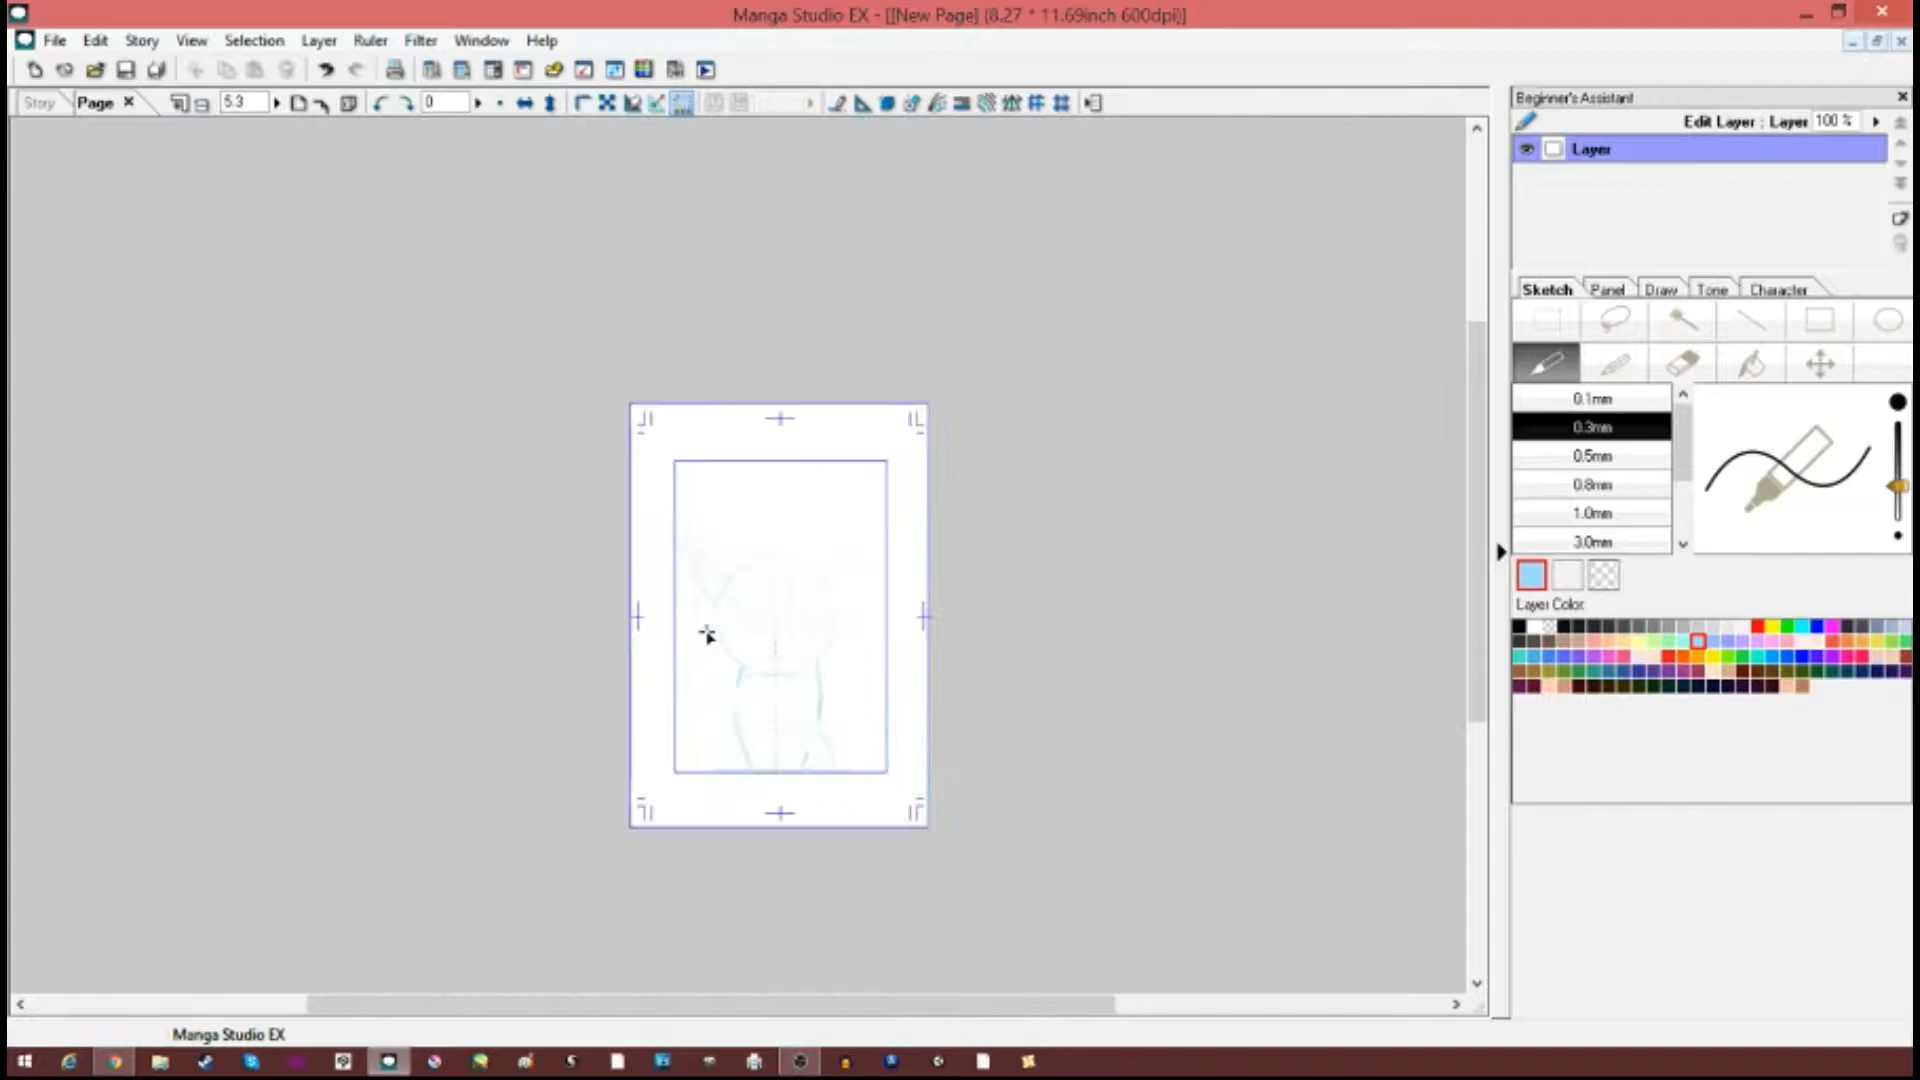 Manga Studio EX - [[New Page] (8.27 * 11.69inch 600dpi)]
File Edit Story View Selection Layer Ruler Filter Window Help
Story Page 5.3 0
Beginner's Assistant
Edit Layer : Layer 100 %
Layer
Sketch Panel Draw Tone Character
0.1mm
0.3mm
0.5mm
0.8mm
1.0mm
3.0mm
Layer Color:
Manga Studio EX